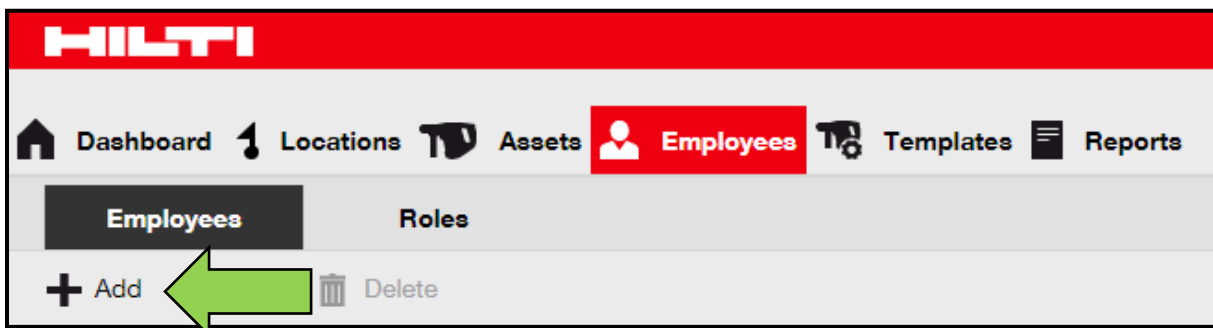 HILTI
Dashboard Locations Assets Employees Templates Reports
Employees Roles
Add Delete